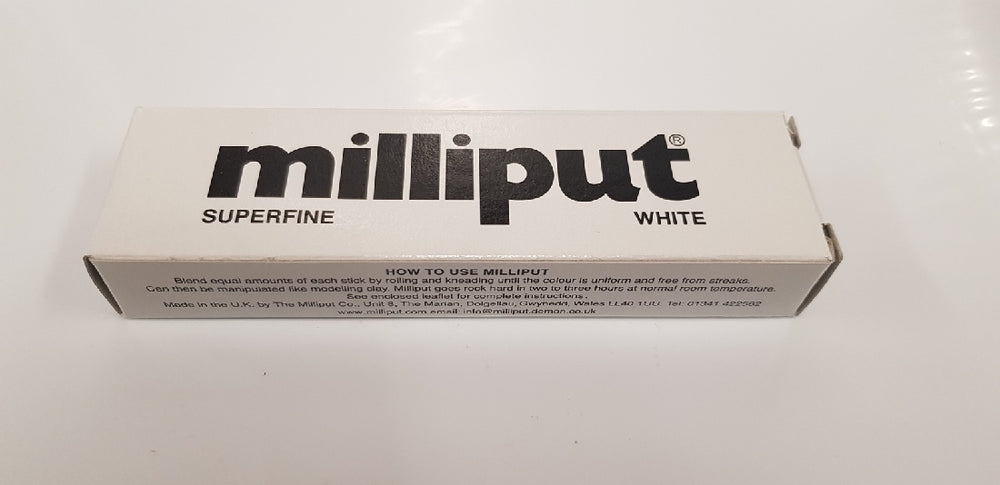 milliput®
SUPERFINE WHITE
HOW TO USE MILLIPUT
Blend equal amounts of each stick by rolling and kneading until the colour is uniform and free from streaks.
Can then be manipulated like modelling clay. Milliput goes rock hard in two to three hours at normal room temperature.
See enclosed leaflet for complete instructions.
Made in the U.K. by The Milliput Co., Unit 8, The Marian, Dolgellau, Gwynedd, Wales LL40 1UU. Tel: 01341 422562
www.milliput.com email: info@milliput.demon.co.uk